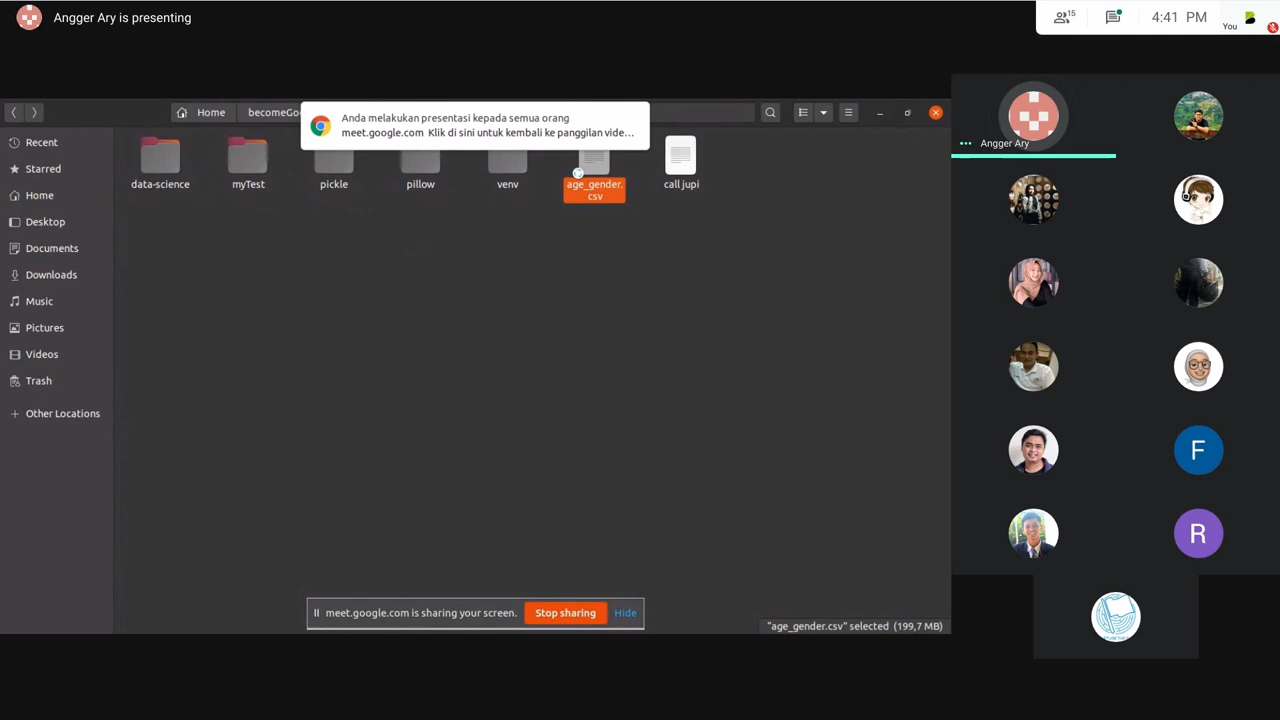 Angger Ary is presenting
15
4:41 PM
You
Home
becomeGo
Anda melakukan presentasi kepada semua orang
meet.google.com Klik di sini untuk kembali ke panggilan vide…
Recent
Starred
Home
Desktop
Documents
Downloads
Music
Pictures
Videos
Trash
Other Locations
data-science
myTest
pickle
pillow
venv
age_gender.
csv
call jupi
meet.google.com is sharing your screen.
Stop sharing
Hide
"age_gender.csv" selected (199,7 MB)
Angger Ary
F
R